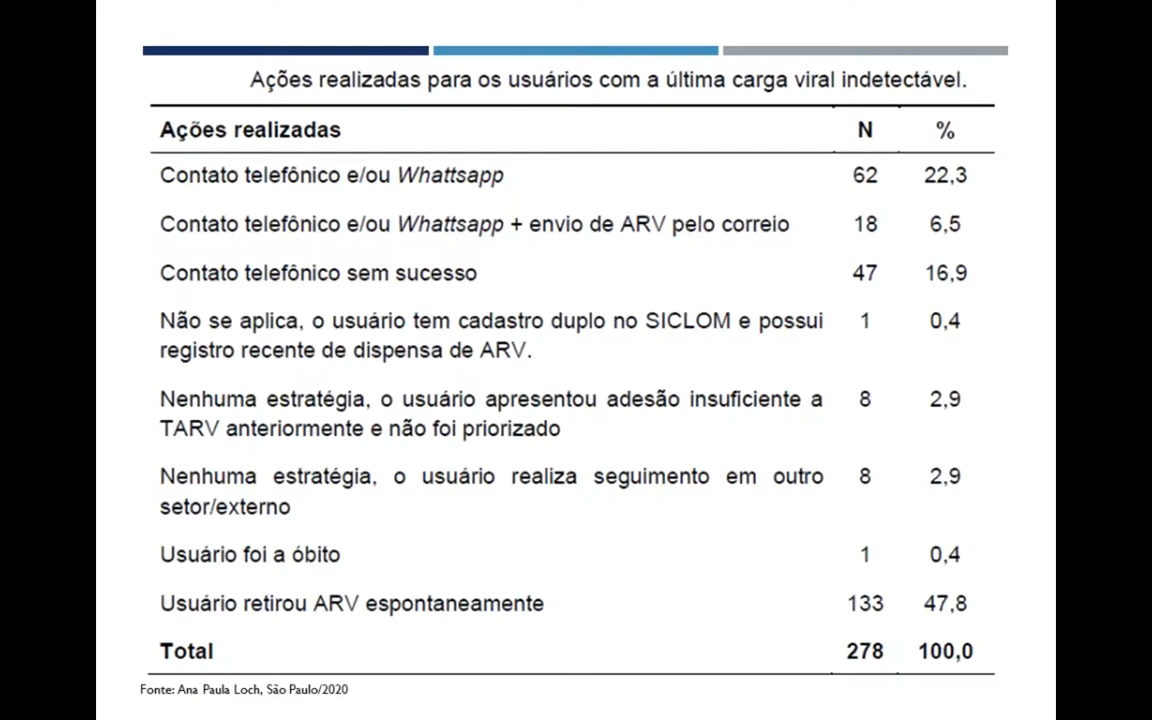 Ações realizadas para os usuários com a última carga viral indetectável.
Ações realizadas N %
Contato telefônico e/ou Whattsapp 62 22,3
Contato telefônico e/ou Whattsapp + envio de ARV pelo correio 18 6,5
Contato telefônico sem sucesso 47 16,9
Não se aplica, o usuário tem cadastro duplo no SICLOM e possui 1 0,4
registro recente de dispensa de ARV.
Nenhuma estratégia, o usuário apresentou adesão insuficiente a 8 2,9
TARV anteriormente e não foi priorizado
Nenhuma estratégia, o usuário realiza seguimento em outro 8 2,9
setor/externo
Usuário foi a óbito 1 0,4
Usuário retirou ARV espontaneamente 133 47,8
Total 278 100,0
Fonte: Ana Paula Loch, São Paulo/2020